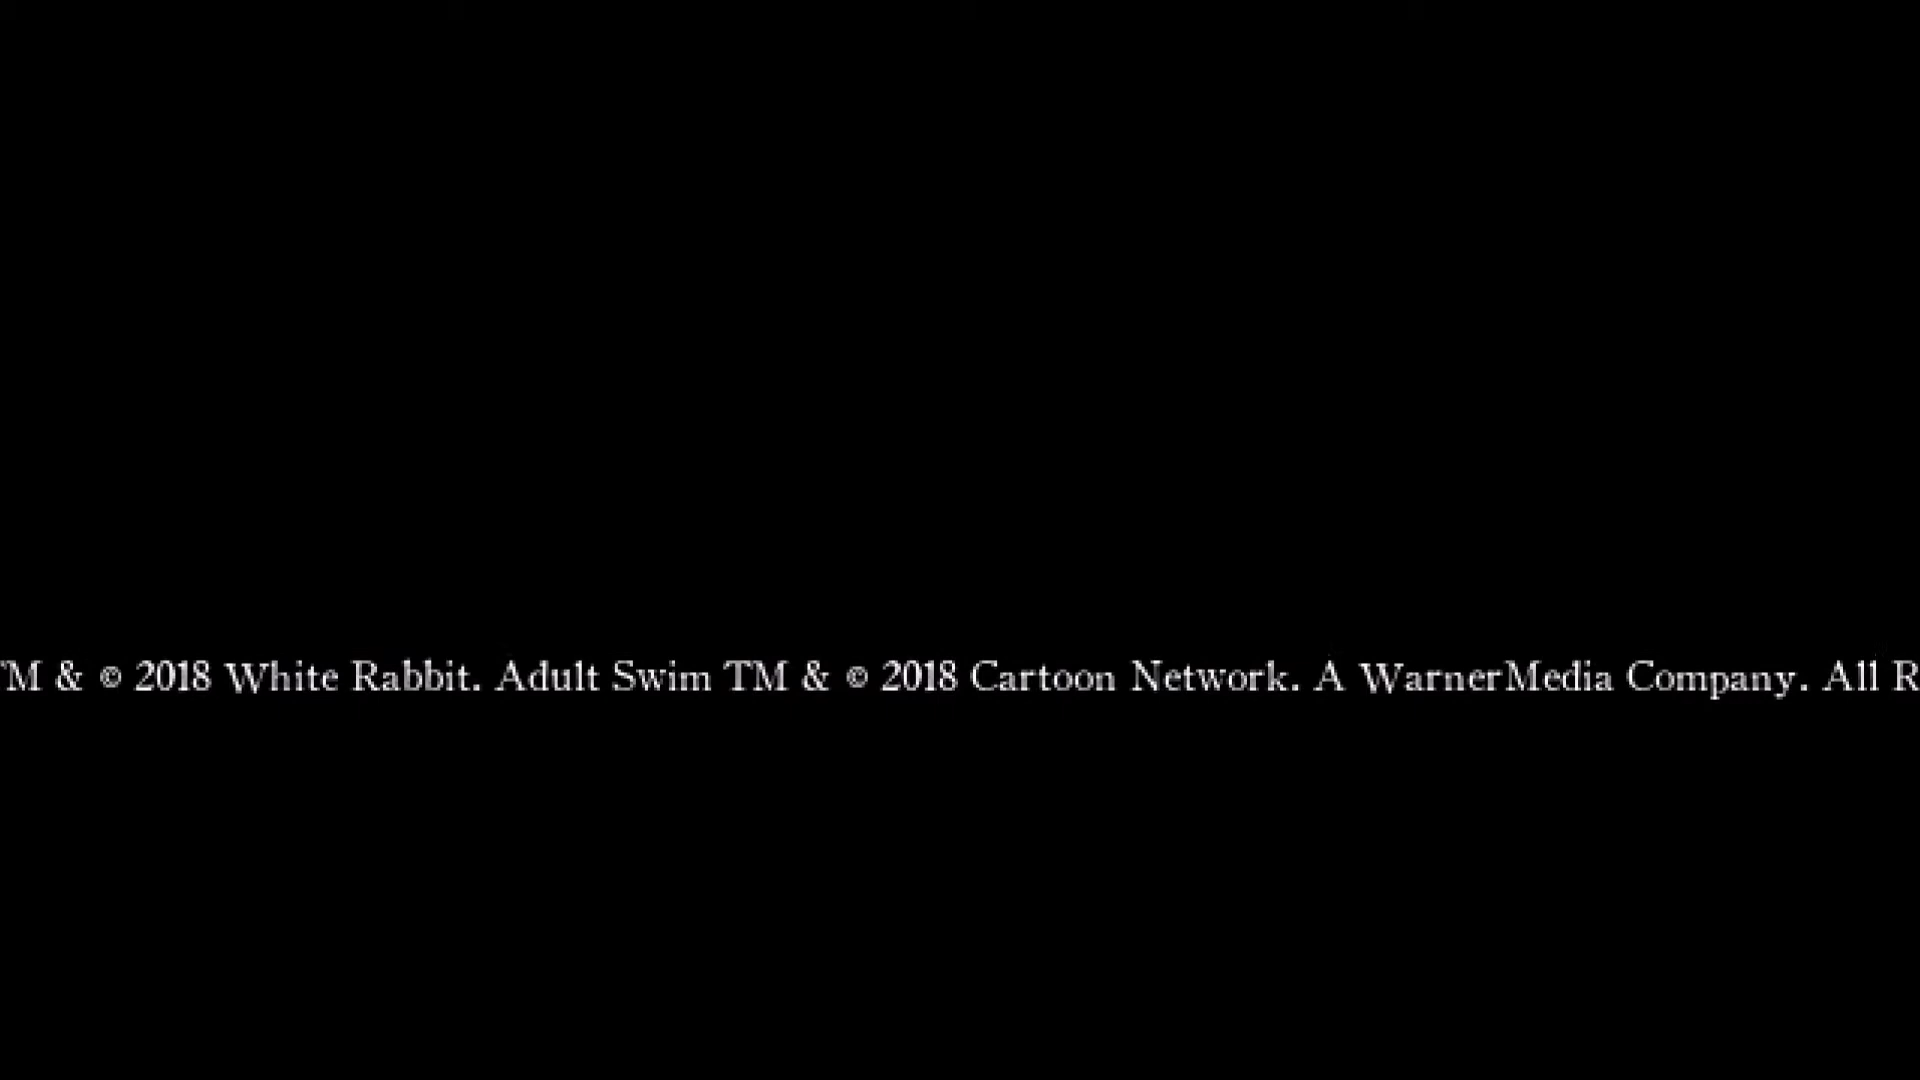 TM & © 2018 White Rabbit. Adult Swim TM & © 2018 Cartoon Network. A WarnerMedia Company. All R